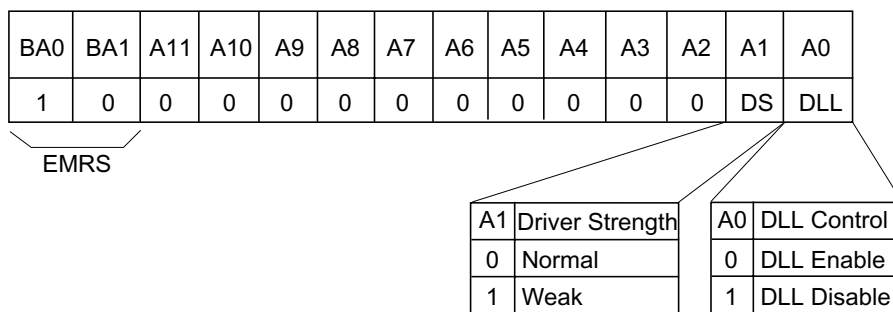 BA0 BA1 A11 A10 A9 A8 A7 A6 A5 A4 A3 A2 A1 A0
1 0 0 0 0 0 0 0 0 0 0 0 DS DLL
EMRS
A1 Driver Strength
0 Normal
1 Weak
A0 DLL Control
0 DLL Enable
1 DLL Disable